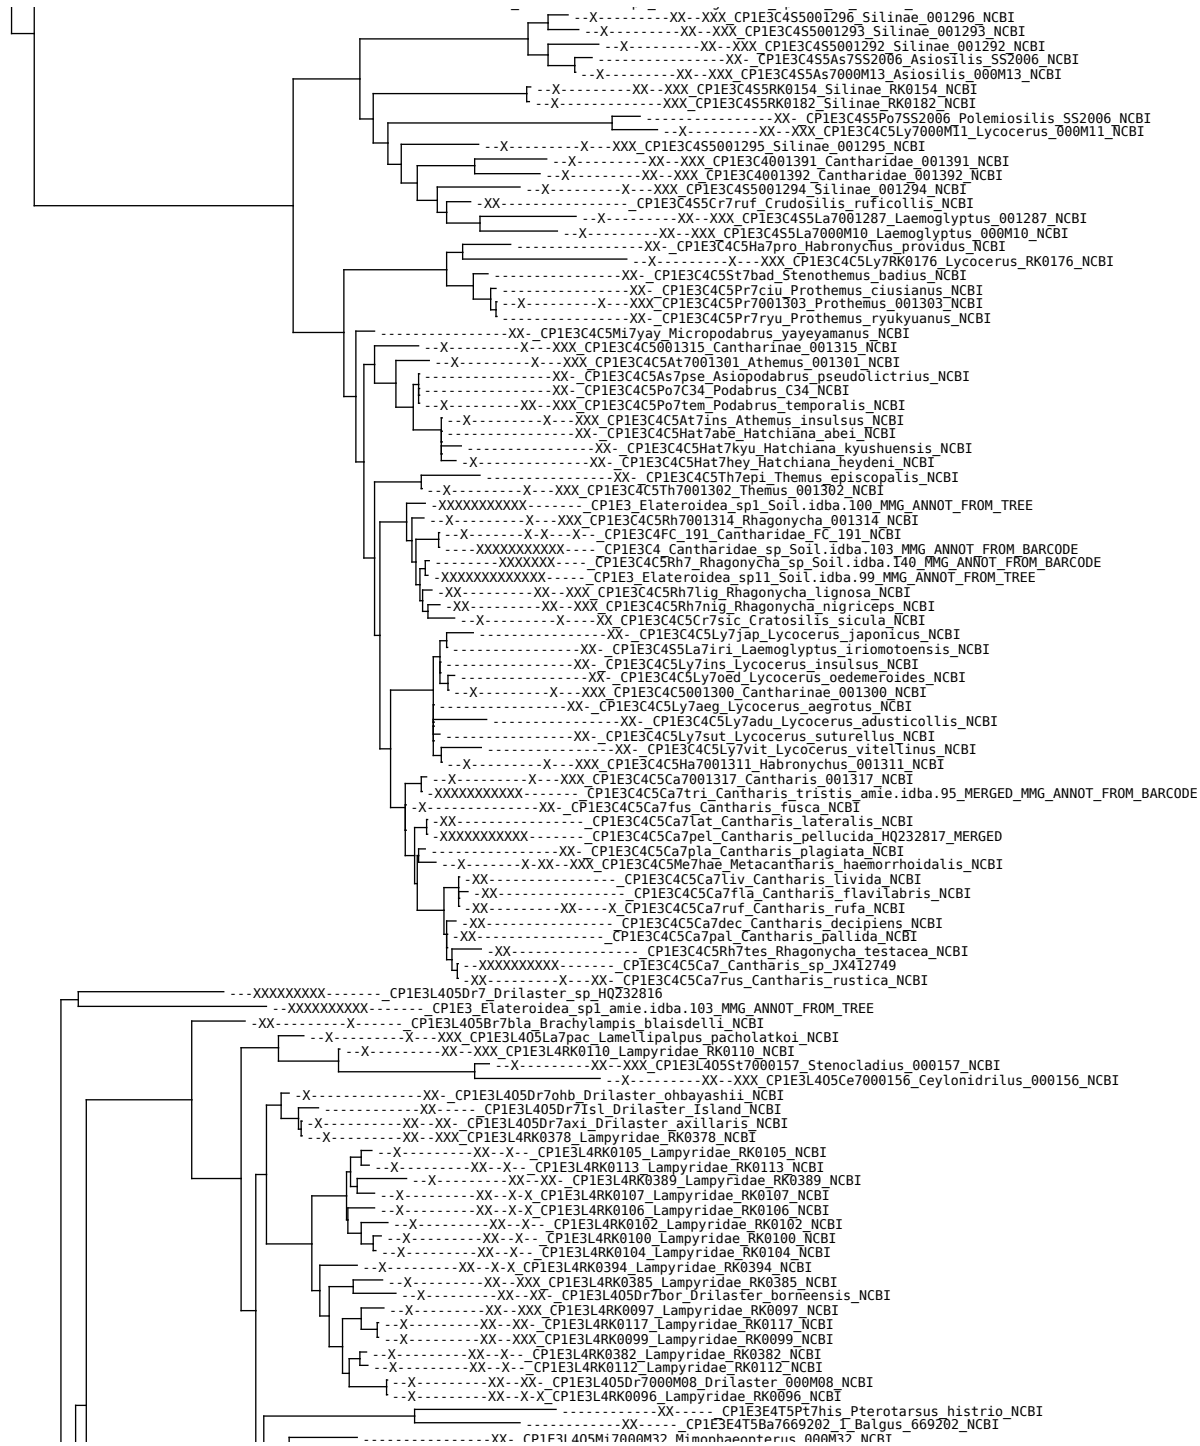 --X---------XX--XXX_CP1E3C4S5001296_Silinae_001296_NCBI
--X---------XX--XXX_CP1E3C4S5001293_Silinae_001293_NCBI
--X---------XX--XXX_CP1E3C4S5001292_Silinae_001292_NCBI
----------------XX-_CP1E3C4S5As7SS2006_Asiosilis_SS2006_NCBI
--X---------XX--XXX_CP1E3C4S5As7000M13_Asiosilis_000M13_NCBI
--X---------XX--XXX_CP1E3C4S5RK0154_Silinae_RK0154_NCBI
--X-------------XXX_CP1E3C4S5RK0182_Silinae_RK0182_NCBI
----------------XX-_CP1E3C4S5Po7SS2006_Polemiosilis_SS2006_NCBI
--X---------XX--XXX_CP1E3C4C5Ly7000M11_Lycocerus_000M11_NCBI
--X---------X---XXX_CP1E3C4S5001295_Silinae_001295_NCBI
--X---------XX--XXX_CP1E3C4001391_Cantharidae_001391_NCBI
--X---------XX--XXX_CP1E3C4001392_Cantharidae_001392_NCBI
--X---------X---XXX_CP1E3C4S5001294_Silinae_001294_NCBI
-XX----------------_CP1E3C4S5Cr7ruf_Crudosilis_ruficollis_NCBI
--X---------XX--XXX_CP1E3C4S5La7001287_Laemoglyptus_001287_NCBI
--X---------XX--XXX_CP1E3C4S5La7000M10_Laemoglyptus_000M10_NCBI
----------------XX-_CP1E3C4C5Ha7pro_Habronychus_providus_NCBI
--X---------X---XXX_CP1E3C4C5Ly7RK0176_Lycocerus_RK0176_NCBI
----------------XX-_CP1E3C4C5St7bad_Stenothemus_badius_NCBI
----------------XX-_CP1E3C4C5Pr7ciu_Prothemus_ciusianus_NCBI
--X---------X---XXX_CP1E3C4C5Pr7001303_Prothemus_001303_NCBI
----------------XX-_CP1E3C4C5Pr7ryu_Prothemus_ryukyuanus_NCBI
----------------XX-_CP1E3C4C5Mi7yay_Micropodabrus_yayeyamanus_NCBI
--X---------X---XXX_CP1E3C4C5001315_Cantharinae_001315_NCBI
--X---------X---XXX_CP1E3C4C5At7001301_Athemus_001301_NCBI
----------------XX-_CP1E3C4C5As7pse_Asiopodabrus_pseudolictrius_NCBI
----------------XX-_CP1E3C4C5Po7C34_Podabrus_C34_NCBI
--X---------XX--XXX_CP1E3C4C5Po7tem_Podabrus_temporalis_NCBI
--X---------X---XXX_CP1E3C4C5At7ins_Athemus_insulsus_NCBI
----------------XX-_CP1E3C4C5Hat7abe_Hatchiana_abei_NCBI
----------------XX-_CP1E3C4C5Hat7kyu_Hatchiana_kyushuensis_NCBI
-X--------------XX-_CP1E3C4C5Hat7hey_Hatchiana_heydeni_NCBI
----------------XX-_CP1E3C4C5Th7epi_Themus_episcopalis_NCBI
--X---------X---XXX_CP1E3C4C5Th7001302_Themus_001302_NCBI
-XXXXXXXXXXX-------_CP1E3_Elateroidea_sp1_Soil.idba.100_MMG_ANNOT_FROM_TREE
--X---------X---XXX_CP1E3C4C5Rh7001314_Rhagonycha_001314_NCBI
--X-------X-X---X--_CP1E3C4FC_191_Cantharidae_FC_191_NCBI
----XXXXXXXXXXX----_CP1E3C4_Cantharidae_sp_Soil.idba.103_MMG_ANNOT_FROM_BARCODE
--------XXXXXXX----_CP1E3C4C5Rh7_Rhagonycha_sp_Soil.idba.140_MMG_ANNOT_FROM_BARCODE
-XXXXXXXXXXXXX-----_CP1E3_Elateroidea_sp11_Soil.idba.99_MMG_ANNOT_FROM_TREE
-XX---------XX--XXX_CP1E3C4C5Rh7lig_Rhagonycha_lignosa_NCBI
-XX---------XX--XXX_CP1E3C4C5Rh7nig_Rhagonycha_nigriceps_NCBI
--X---------X----XX_CP1E3C4C5Cr7sic_Cratosilis_sicula_NCBI
----------------XX-_CP1E3C4C5Ly7jap_Lycocerus_japonicus_NCBI
----------------XX-_CP1E3C4S5La7iri_Laemoglyptus_iriomotoensis_NCBI
----------------XX-_CP1E3C4C5Ly7ins_Lycocerus_insulsus_NCBI
----------------XX-_CP1E3C4C5Ly7oed_Lycocerus_oedemeroides_NCBI
--X---------X---XXX_CP1E3C4C5001300_Cantharinae_001300_NCBI
----------------XX-_CP1E3C4C5Ly7aeg_Lycocerus_aegrotus_NCBI
----------------XX-_CP1E3C4C5Ly7adu_Lycocerus_adusticollis_NCBI
----------------XX-_CP1E3C4C5Ly7sut_Lycocerus_suturellus_NCBI
----------------XX-_CP1E3C4C5Ly7vit_Lycocerus_vitellinus_NCBI
--X---------X---XXX_CP1E3C4C5Ha7001311_Habronychus_001311_NCBI
--X---------X---XXX_CP1E3C4C5Ca7001317_Cantharis_001317_NCBI
-XXXXXXXXXXX-------_CP1E3C4C5Ca7tri_Cantharis_tristis_amie.idba.95_MERGED_MMG_ANNOT_FROM_BARCODE
-X--------------XX-_CP1E3C4C5Ca7fus_Cantharis_fusca_NCBI
-XX----------------_CP1E3C4C5Ca7lat_Cantharis_lateralis_NCBI
-XXXXXXXXXXX-------_CP1E3C4C5Ca7pel_Cantharis_pellucida_HQ232817_MERGED
----------------XX-_CP1E3C4C5Ca7pla_Cantharis_plagiata_NCBI
--X-------X-XX--XXX_CP1E3C4C5Me7hae_Metacantharis_haemorrhoidalis_NCBI
-XX----------------_CP1E3C4C5Ca7liv_Cantharis_livida_NCBI
-XX----------------_CP1E3C4C5Ca7fla_Cantharis_flavilabris_NCBI
-XX---------XX----X_CP1E3C4C5Ca7ruf_Cantharis_rufa_NCBI
-XX----------------_CP1E3C4C5Ca7dec_Cantharis_decipiens_NCBI
-XX----------------_CP1E3C4C5Ca7pal_Cantharis_pallida_NCBI
-XX----------------_CP1E3C4C5Rh7tes_Rhagonycha_testacea_NCBI
--XXXXXXXXXX-------_CP1E3C4C5Ca7_Cantharis_sp_JX412749
-XX---------X---XX-_CP1E3C4C5Ca7rus_Cantharis_rustica_NCBI
---XXXXXXXXX-------_CP1E3L4O5Dr7_Drilaster_sp_HQ232816
--XXXXXXXXXX-------_CP1E3_Elateroidea_sp1_amie.idba.103_MMG_ANNOT_FROM_TREE
-XX---------X------_CP1E3L4O5Br7bla_Brachylampis_blaisdelli_NCBI
--X---------X---XXX_CP1E3L4O5La7pac_Lamellipalpus_pacholatkoi_NCBI
--X---------XX--XXX_CP1E3L4RK0110_Lampyridae_RK0110_NCBI
--X---------XX--XXX_CP1E3L4O5St7000157_Stenocladius_000157_NCBI
--X---------XX--XXX_CP1E3L4O5Ce7000156_Ceylonidrilus_000156_NCBI
-X--------------XX-_CP1E3L4O5Dr7ohb_Drilaster_ohbayashii_NCBI
------------XX-----_CP1E3L4O5Dr7Isl_Drilaster_Island_NCBI
-X----------XX--XX-_CP1E3L4O5Dr7axi_Drilaster_axillaris_NCBI
--X---------XX--XXX_CP1E3L4RK0378_Lampyridae_RK0378_NCBI
--X---------XX--X--_CP1E3L4RK0105_Lampyridae_RK0105_NCBI
--X---------XX--X--_CP1E3L4RK0113_Lampyridae_RK0113_NCBI
--X---------XX--XX-_CP1E3L4RK0389_Lampyridae_RK0389_NCBI
--X---------XX--X-X_CP1E3L4RK0107_Lampyridae_RK0107_NCBI
--X---------XX--X-X_CP1E3L4RK0106_Lampyridae_RK0106_NCBI
--X---------XX--X--_CP1E3L4RK0102_Lampyridae_RK0102_NCBI
--X---------XX--X--_CP1E3L4RK0100_Lampyridae_RK0100_NCBI
--X---------XX--X--_CP1E3L4RK0104_Lampyridae_RK0104_NCBI
--X---------XX--X-X_CP1E3L4RK0394_Lampyridae_RK0394_NCBI
--X---------XX--XXX_CP1E3L4RK0385_Lampyridae_RK0385_NCBI
--X---------XX--XX-_CP1E3L4O5Dr7bor_Drilaster_borneensis_NCBI
--X---------XX--XXX_CP1E3L4RK0097_Lampyridae_RK0097_NCBI
--X---------XX--XX-_CP1E3L4RK0117_Lampyridae_RK0117_NCBI
--X---------XX--XXX_CP1E3L4RK0099_Lampyridae_RK0099_NCBI
--X---------XX--X--_CP1E3L4RK0382_Lampyridae_RK0382_NCBI
--X---------XX--X--_CP1E3L4RK0112_Lampyridae_RK0112_NCBI
--X---------XX--XX-_CP1E3L4O5Dr7000M08_Drilaster_000M08_NCBI
--X---------XX--X-X_CP1E3L4RK0096_Lampyridae_RK0096_NCBI
------------XX-----_CP1E3E4T5Pt7his_Pterotarsus_histrio_NCBI
------------XX-----_CP1E3E4T5Ba7669202_1_Balgus_669202_NCBI
----------------XX-_CP1E3L4O5Mi7000M32_Mimophaeopterus_000M32_NCBI